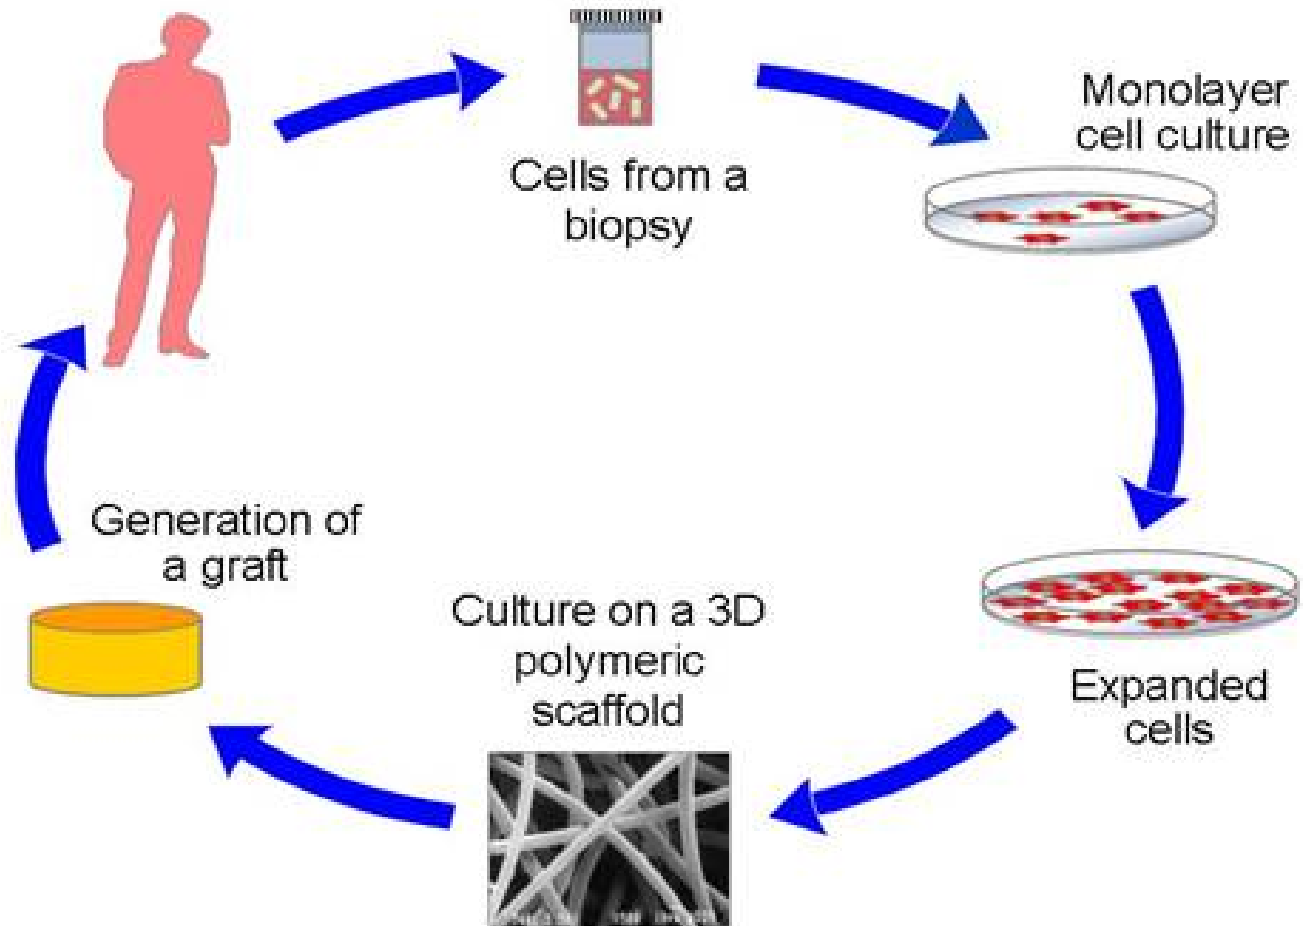 Cells from a
biopsy
Monolayer
cell culture
Expanded
cells
Culture on a 3D
polymeric
scaffold
Generation of
a graft